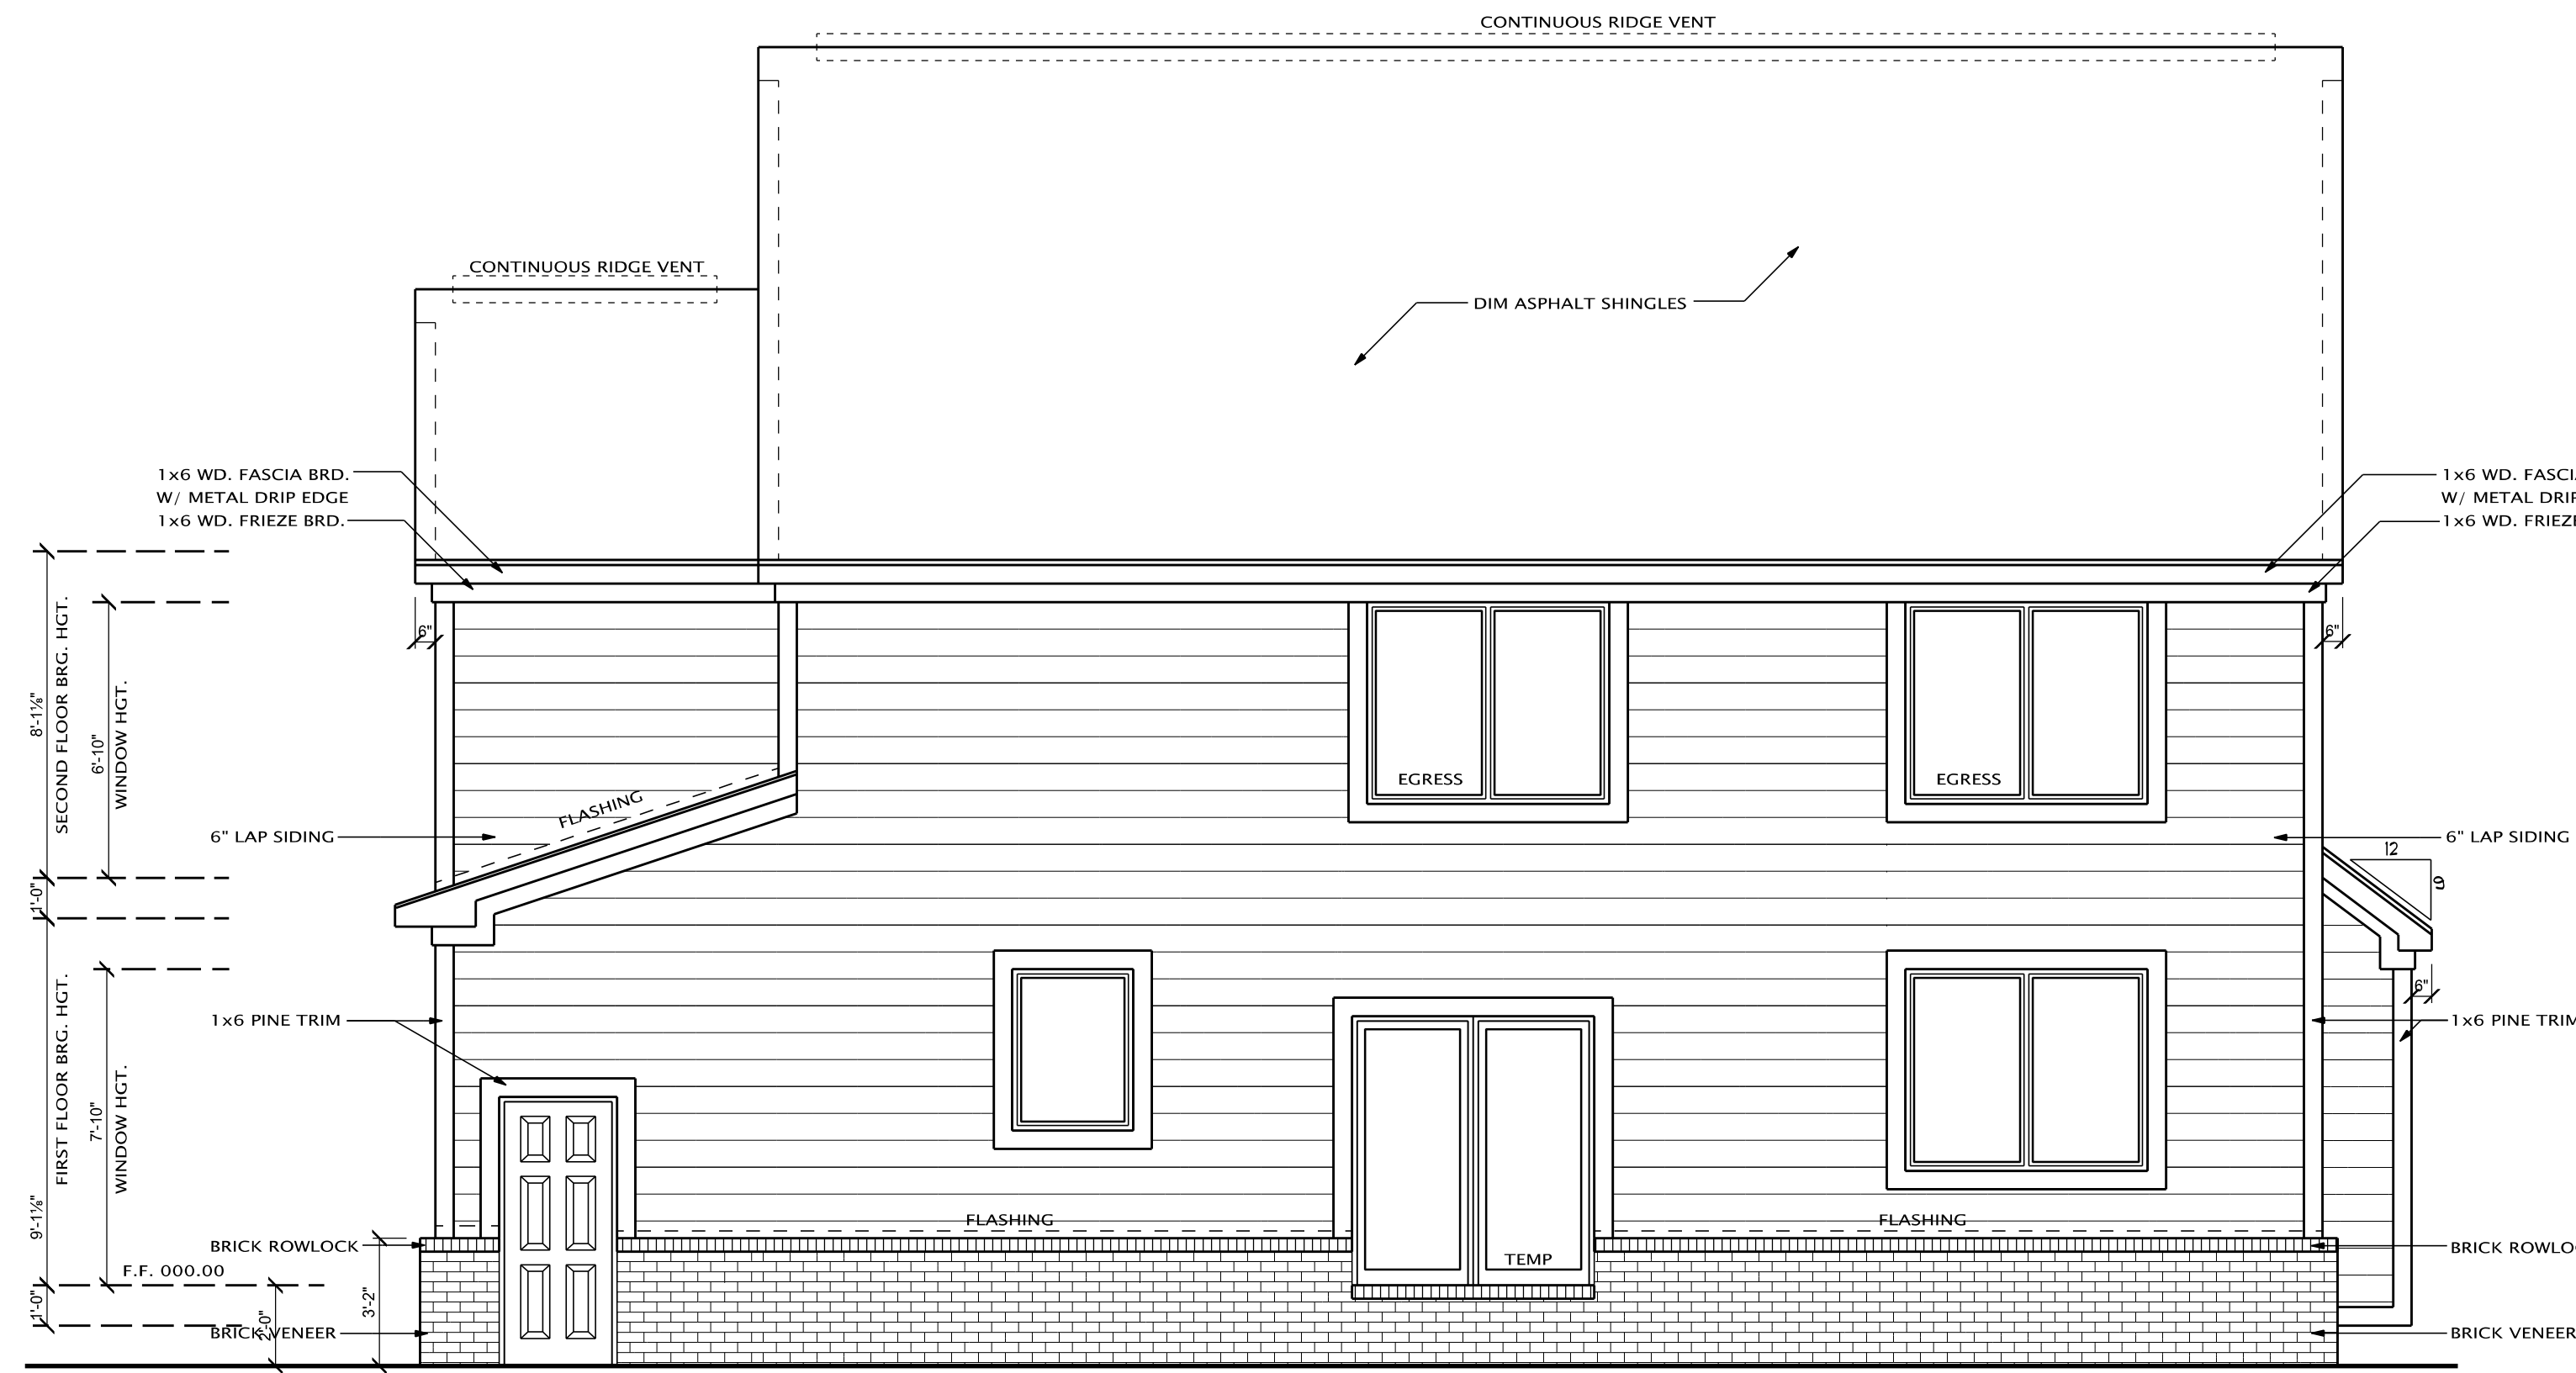 CONTINUOUS RIDGE VENT
CONTINUOUS RIDGE VENT
DIM ASPHALT SHINGLES
1x6 WD. FASCIA BRD.
W/ METAL DRIP EDGE
1x6 WD. FRIEZE BRD.
1x6 WD. FASCI
W/ METAL DRIP
1x6 WD. FRIEZE
6"
6"
SECOND FLOOR BRG. HGT.
8'-1⅛"
WINDOW HGT.
6'-10"
EGRESS
EGRESS
FLASHING
6" LAP SIDING
6" LAP SIDING
12
9
1'-0"
6"
FIRST FLOOR BRG. HGT.
9'-1⅛"
WINDOW HGT.
7'-10"
1x6 PINE TRIM
1x6 PINE TRIM
FLASHING
FLASHING
BRICK ROWLOCK
BRICK ROWLO
TEMP
F.F. 000.00
1'-0"
2'-0"
3'-2"
BRICK VENEER
BRICK VENEER